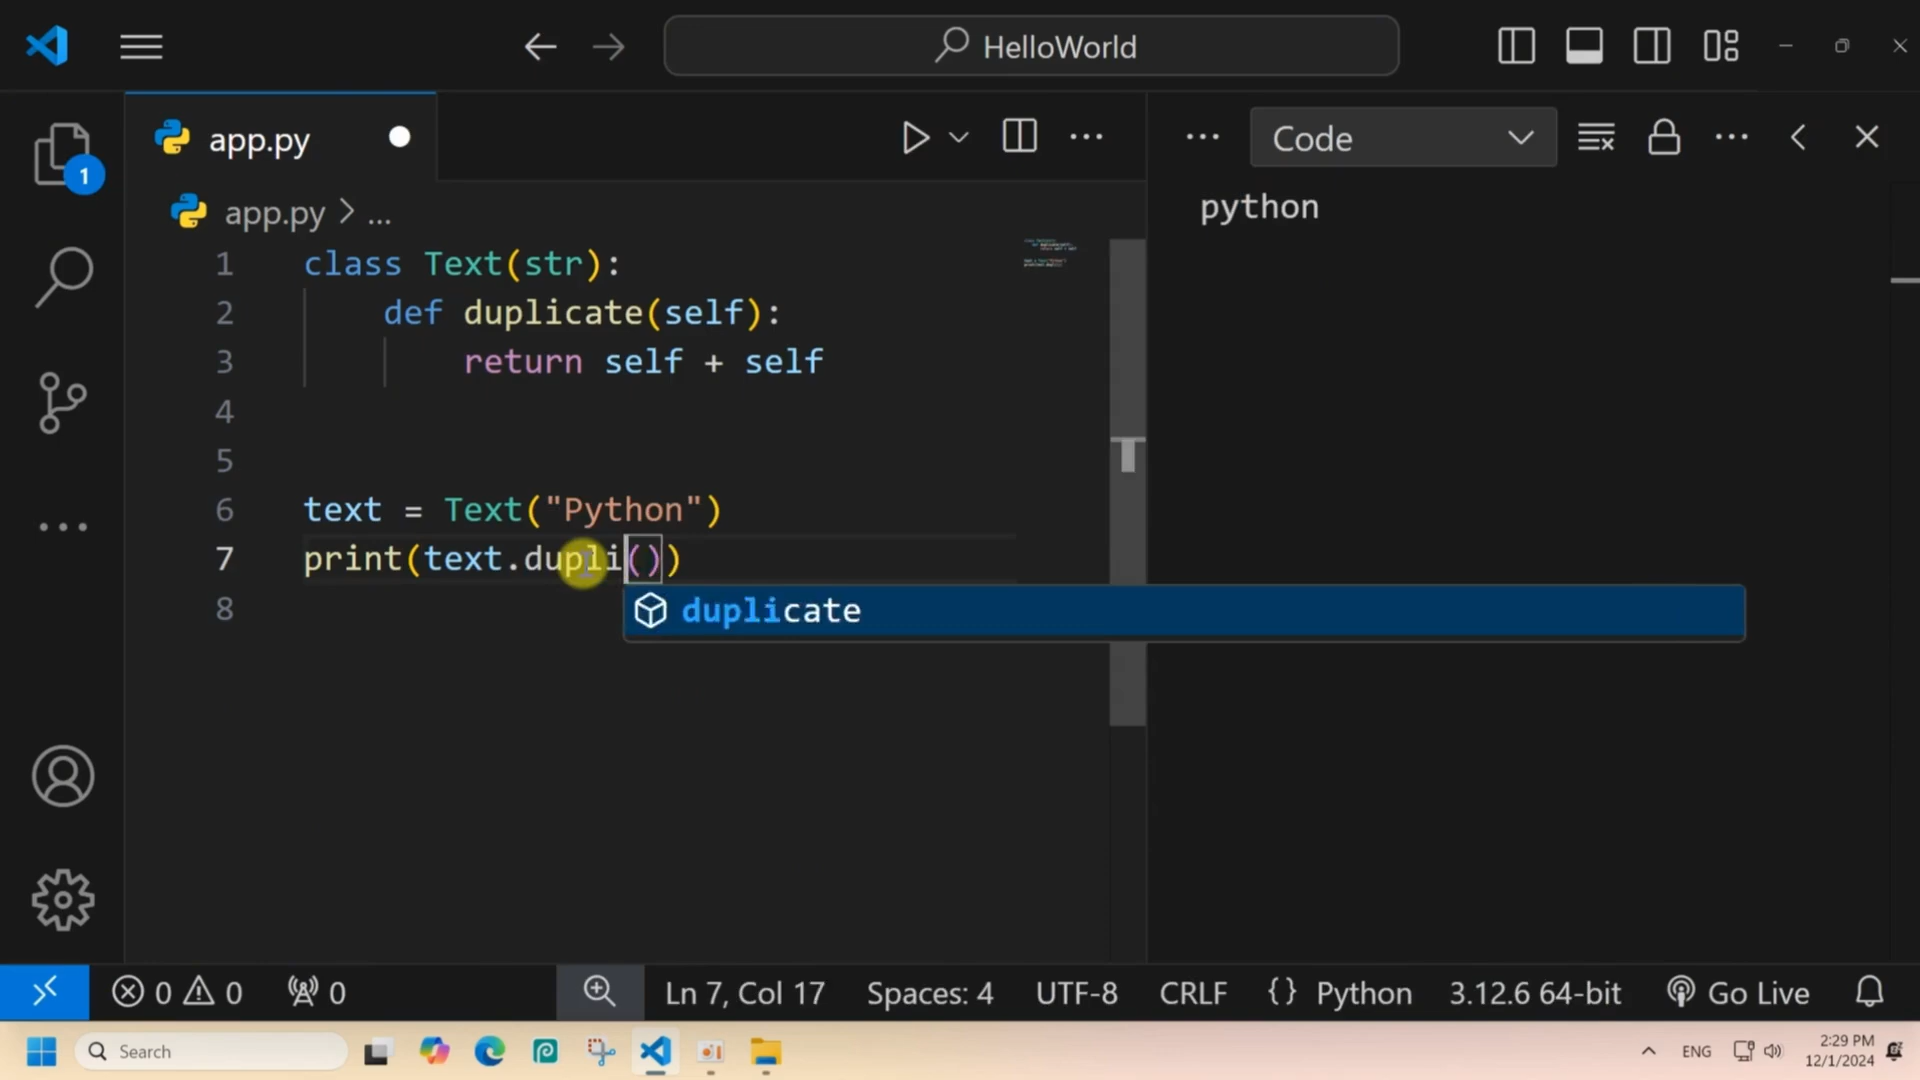 HelloWorld
app.py
Code
1
app.py > ...
python
1 class Text(str):
2 def duplicate(self):
3 return self + self
4
5
6 text = Text("Python")
7 print(text.dupli())
8
duplicate
0 0 0 Ln 7, Col 17 Spaces: 4 UTF-8 CRLF {} Python 3.12.6 64-bit Go Live
Search
ENG
2:29 PM
12/1/2024